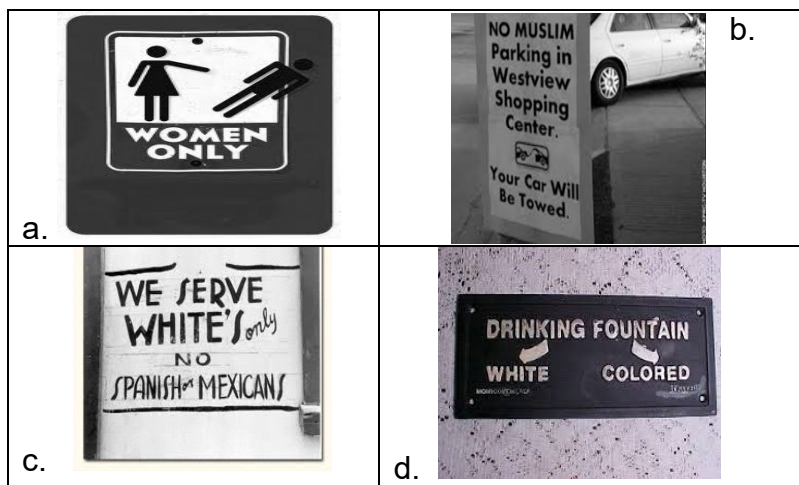 WOMEN
ONLY
a.
NO MUSLIM
Parking in
Westview
Shopping
Center.
Your Car Will
Be Towed.
b.
WE SERVE
WHITE'S only
NO
SPANISH or MEXICANS
c.
DRINKING FOUNTAIN
WHITE COLORED
d.